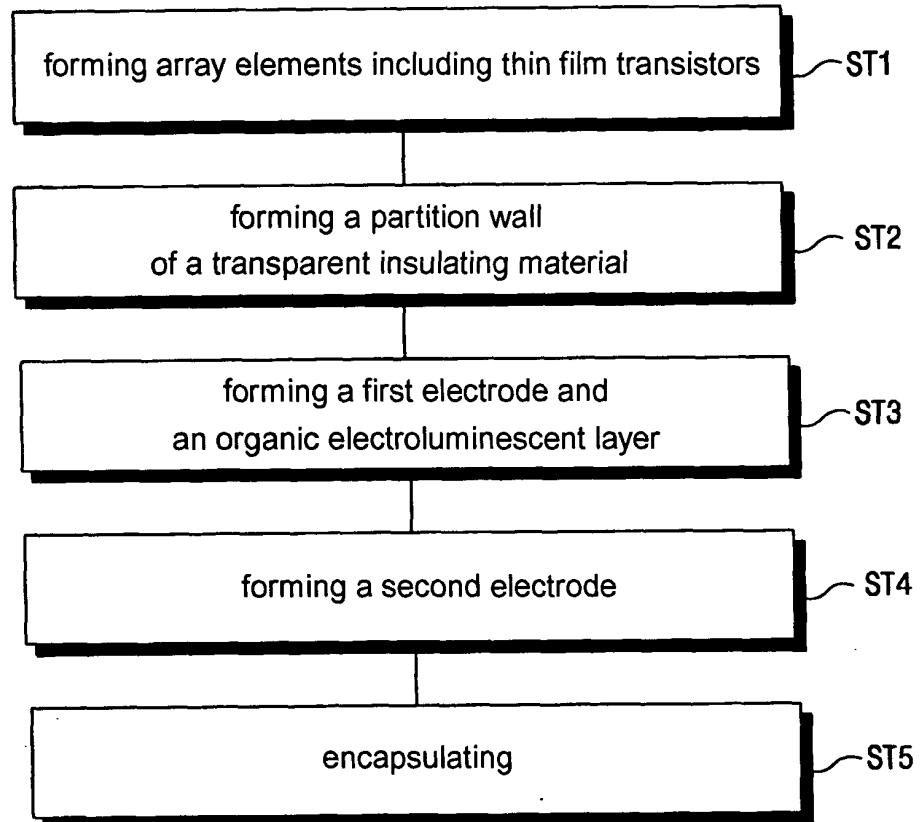 forming array elements including thin film transistors
ST1
forming a partition wall
of a transparent insulating material
ST2
forming a first electrode and
an organic electroluminescent layer
ST3
forming a second electrode
ST4
encapsulating
ST5